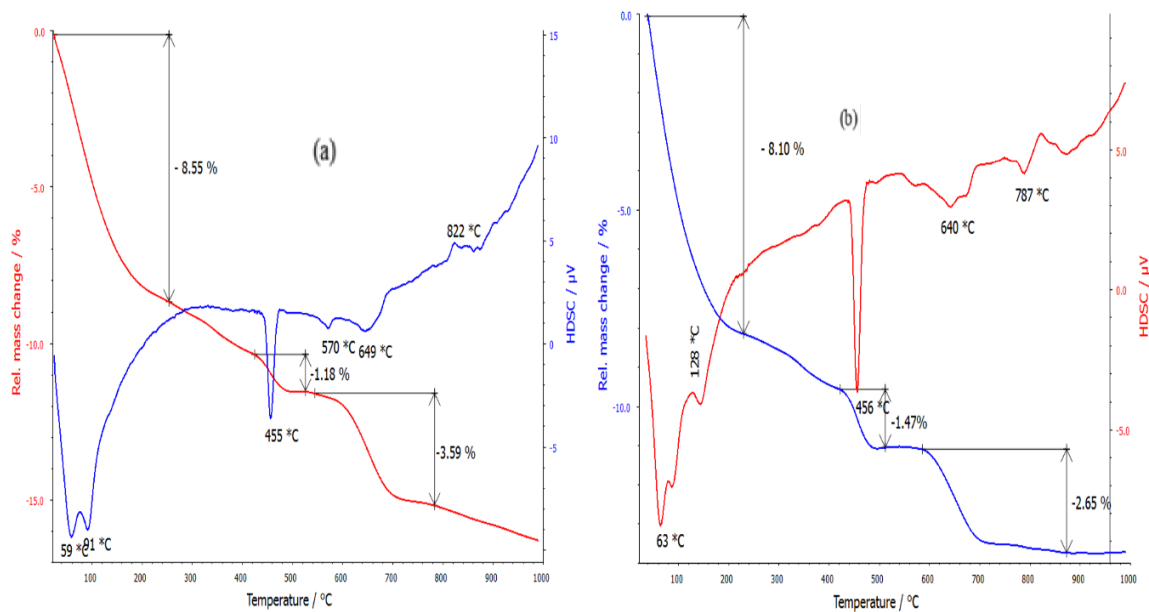 0.0
-5.0
-10.0
-15.0
Rel. mass change / %
- 8.55 %
(a)
-1.18 %
-3.59 %
822 *C
570 *C
649 *C
455 *C
59 *C
91 *C
15
10
5
0
-5
HDSC / µV
100 200 300 400 500 600 700 800 900 1000
Temperature / °C
0.0
-5.0
-10.0
Rel. mass change / %
(b)
- 8.10 %
128 *C
63 *C
456 *C
-1.47%
640 *C
787 *C
-2.65 %
5.0
0.0
-5.0
HDSC / µV
100 200 300 400 500 600 700 800 900 1000
Temperature / °C